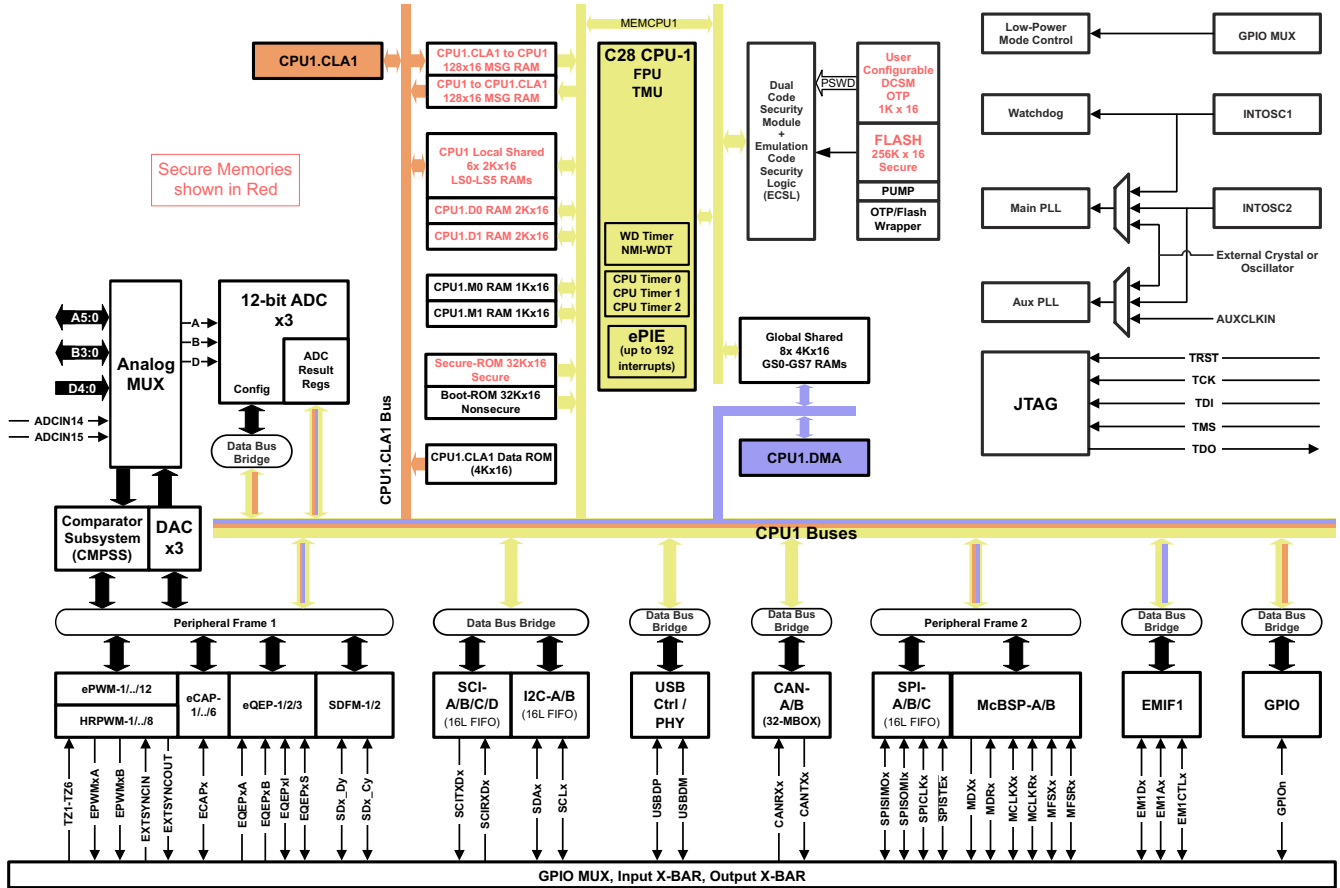 MEMCPU1
CPU1.CLA1
CPU1.CLA1 to CPU1
128x16 MSG RAM
CPU1 to CPU1.CLA1
128x16 MSG RAM
CPU1 Local Shared
6x 2Kx16
LS0-LS5 RAMs
CPU1.D0 RAM 2Kx16
CPU1.D1 RAM 2Kx16
CPU1.M0 RAM 1Kx16
CPU1.M1 RAM 1Kx16
Secure-ROM 32Kx16
Secure
Boot-ROM 32Kx16
Nonsecure
CPU1.CLA1 Data ROM
(4Kx16)
CPU1.CLA1 Bus
Secure Memories
shown in Red
C28 CPU-1
FPU
TMU
WD Timer
NMI-WDT
CPU Timer 0
CPU Timer 1
CPU Timer 2
ePIE
(up to 192
interrupts)
Dual
Code
Security
Module
+
Emulation
Code
Security
Logic
(ECSL)
PSWD
User
Configurable
DCSM
OTP
1K x 16
FLASH
256K x 16
Secure
PUMP
OTP/Flash
Wrapper
Global Shared
8x 4Kx16
GS0-GS7 RAMs
CPU1.DMA
Low-Power
Mode Control
GPIO MUX
Watchdog
INTOSC1
Main PLL
INTOSC2
External Crystal or
Oscillator
Aux PLL
AUXCLKIN
JTAG
TRST
TCK
TDI
TMS
TDO
A5:0
B3:0
D4:0
ADCIN14
ADCIN15
Analog
MUX
A
B
D
12-bit ADC
x3
ADC
Result
Regs
Config
Data Bus
Bridge
Comparator
Subsystem
(CMPSS)
DAC
x3
CPU1 Buses
Peripheral Frame 1
Data Bus Bridge
Data Bus
Bridge
Data Bus
Bridge
Peripheral Frame 2
Data Bus
Bridge
Data Bus
Bridge
ePWM-1/../12
HRPWM-1/../8
eCAP-
1/../6
eQEP-1/2/3
SDFM-1/2
SCI-
A/B/C/D
(16L FIFO)
I2C-A/B
(16L FIFO)
USB
Ctrl /
PHY
CAN-
A/B
(32-MBOX)
SPI-
A/B/C
(16L FIFO)
McBSP-A/B
EMIF1
GPIO
TZ1-TZ6
EPWMxA
EPWMxB
EXTSYNCIN
EXTSYNCOUT
ECAPx
EQEPxA
EQEPxB
EQEPxI
EQEPxS
SDx_Dy
SDx_Cy
SCITXDx
SCIRXDx
SDAx
SCLx
USBDP
USBDM
CANRXx
CANTXx
SPISIMOx
SPISOMIx
SPICLKx
SPISTEx
MDXx
MDRx
MCLKXx
MCLKRx
MFSXx
MFSRx
EM1Dx
EM1Ax
EM1CTLx
GPIOn
GPIO MUX, Input X-BAR, Output X-BAR